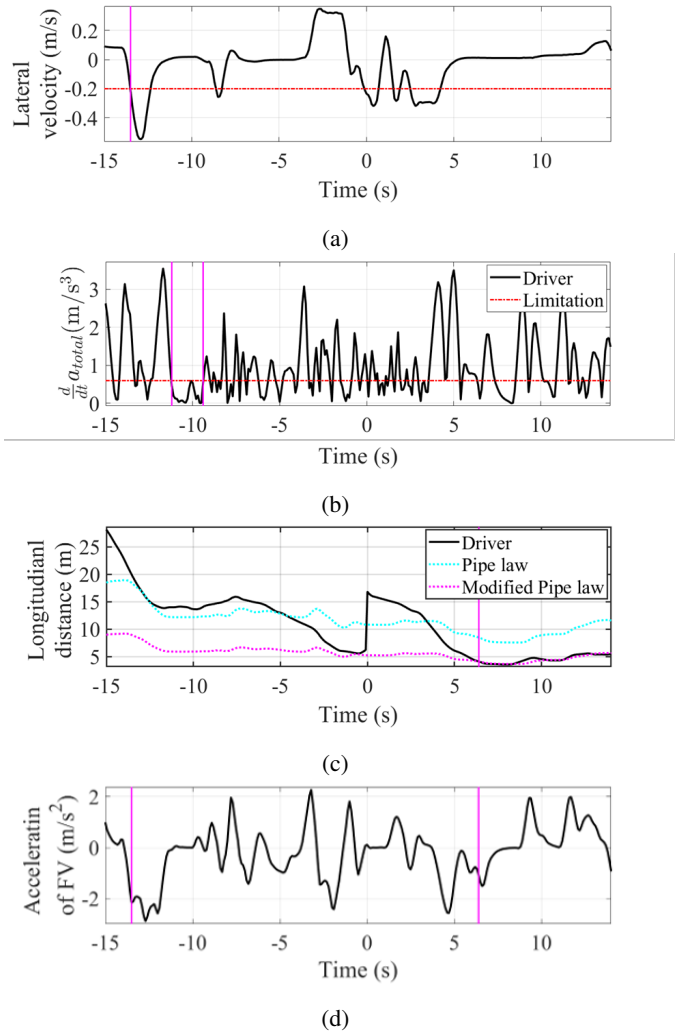 0.2
0
-0.2
-0.4
Lateral
velocity (m/s)
-15 -10 -5 0 5 10
Time (s)
(a)
3
2
1
0
d/dt a_total (m/s³)
Driver
Limitation
-15 -10 -5 0 5 10
Time (s)
(b)
25
20
15
10
5
Longitudianl
distance (m)
Driver
Pipe law
Modified Pipe law
-15 -10 -5 0 5 10
Time (s)
(c)
2
0
-2
Acceleratin
of FV (m/s²)
-15 -10 -5 0 5 10
Time (s)
(d)